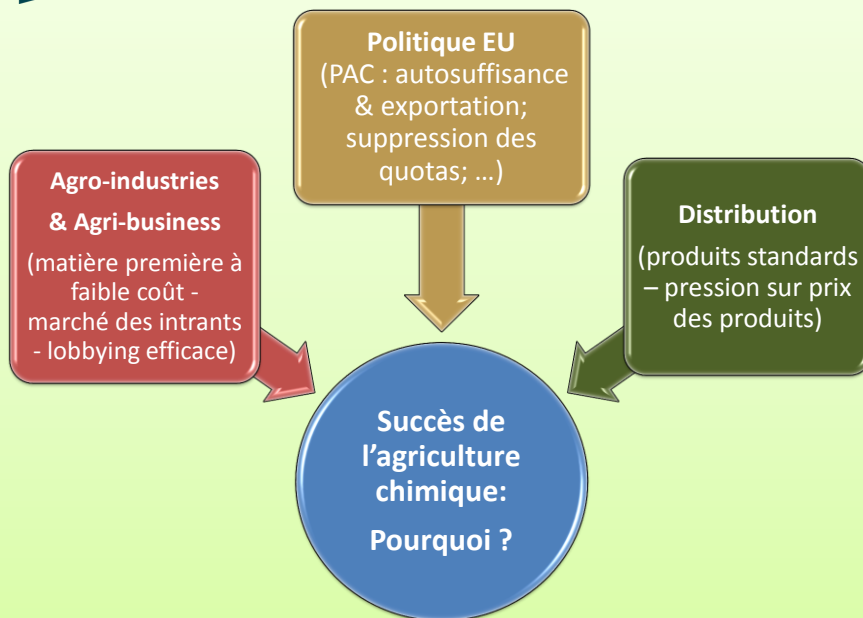 Politique EU
(PAC : autosuffisance
& exportation;
suppression des
quotas; …)
Agro-industries
& Agri-business
(matière première à
faible coût -
marché des intrants
- lobbying efficace)
Distribution
(produits standards
– pression sur prix
des produits)
Succès de
l’agriculture
chimique:
Pourquoi ?